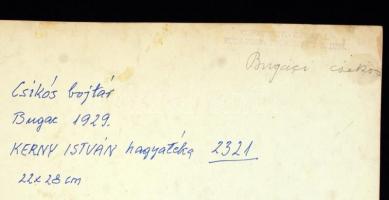 Bugaci csikós
Csikós bojtár
Bugac 1929.
KERNY ISTVÁN hagyatéka 2321
22x28 cm